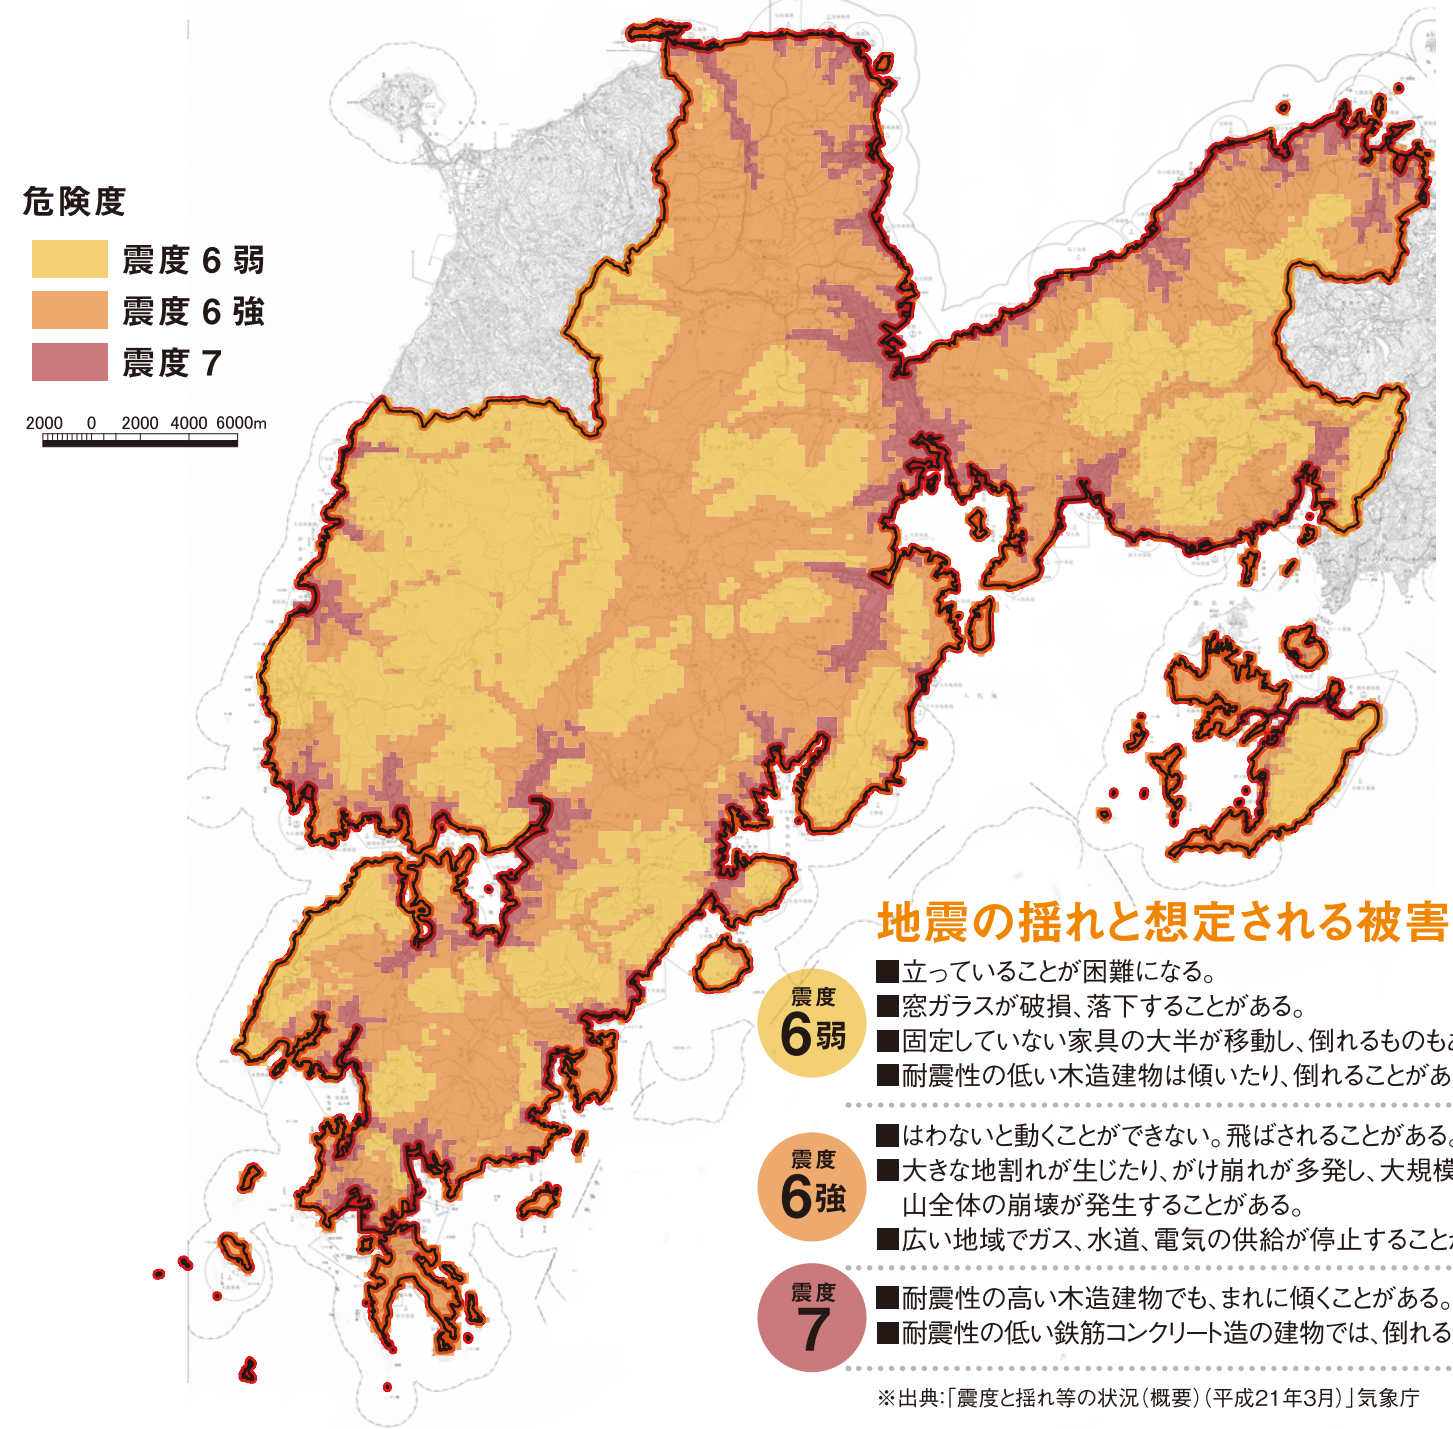 危険度
震度6弱
震度6強
震度7
2000 0 2000 4000 6000m
地震の揺れと想定される被害
震度
6弱
■立っていることが困難になる。
■窓ガラスが破損、落下することがある。
■固定していない家具の大半が移動し、倒れるものもあ
■耐震性の低い木造建物は傾いたり、倒れることがあ
震度
6強
■はわないと動くことができない。飛ばされることがある。
■大きな地割れが生じたり、がけ崩れが多発し、大規模
山全体の崩壊が発生することがある。
■広い地域でガス、水道、電気の供給が停止することが
震度
7
■耐震性の高い木造建物でも、まれに傾くことがある。
■耐震性の低い鉄筋コンクリート造の建物では、倒れる
※出典:「震度と揺れ等の状況(概要)(平成21年3月)」気象庁